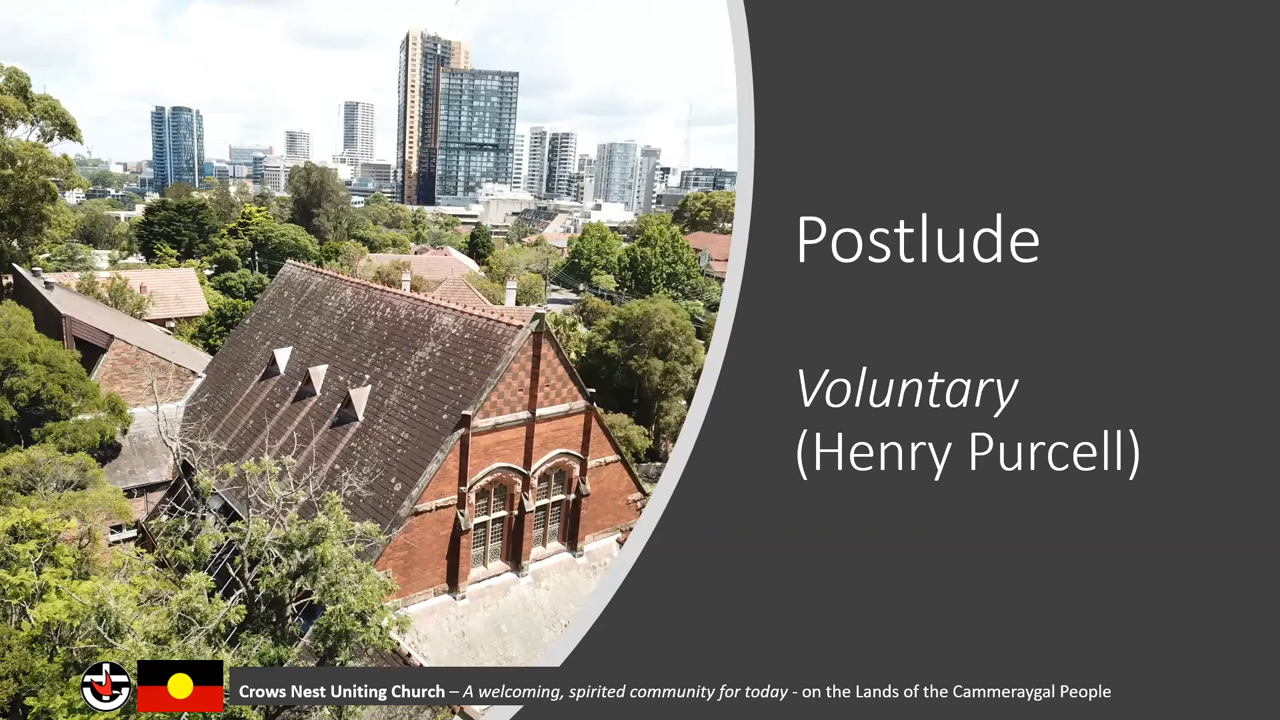 Postlude
Voluntary
(Henry Purcell)
Crows Nest Uniting Church – A welcoming, spirited community for today - on the Lands of the Cammeraygal People